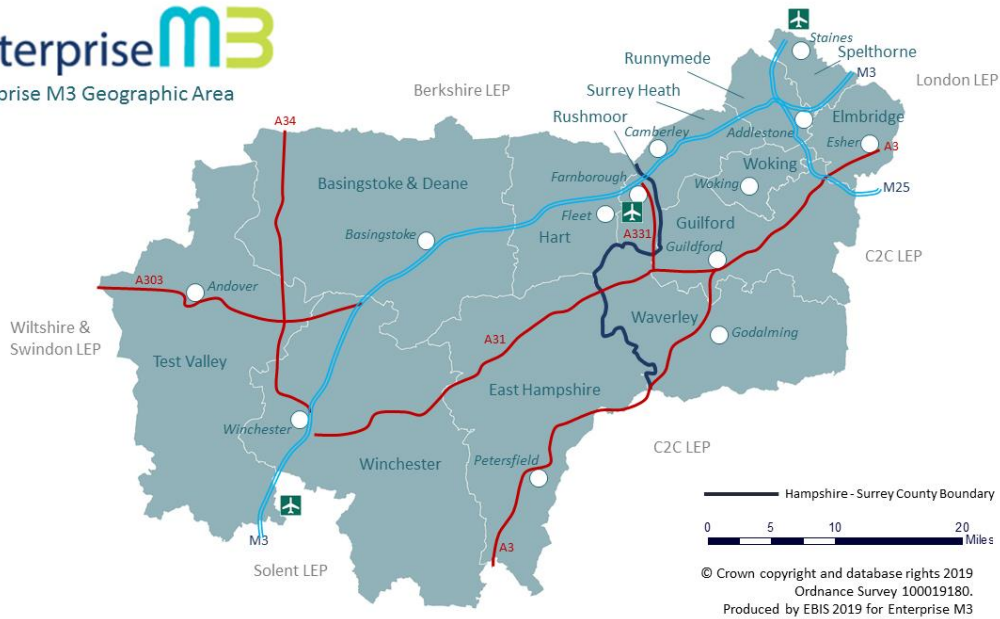 nterprise M3
prise M3 Geographic Area
Berkshire LEP
London LEP
C2C LEP
C2C LEP
Solent LEP
Wiltshire &
Swindon LEP
Staines
Spelthorne
Runnymede
M3
Surrey Heath
Rushmoor
Camberley
Addlestone
Elmbridge
Esher
A3
Woking
Woking
M25
A34
Basingstoke & Deane
Farnborough
Fleet
Hart
A331
Guilford
Guildford
Basingstoke
A303
Andover
Waverley
Godalming
A31
Test Valley
East Hampshire
Winchester
Winchester
Petersfield
A3
M3
Hampshire - Surrey County Boundary
0 5 10 20
Miles
© Crown copyright and database rights 2019
Ordnance Survey 100019180.
Produced by EBIS 2019 for Enterprise M3